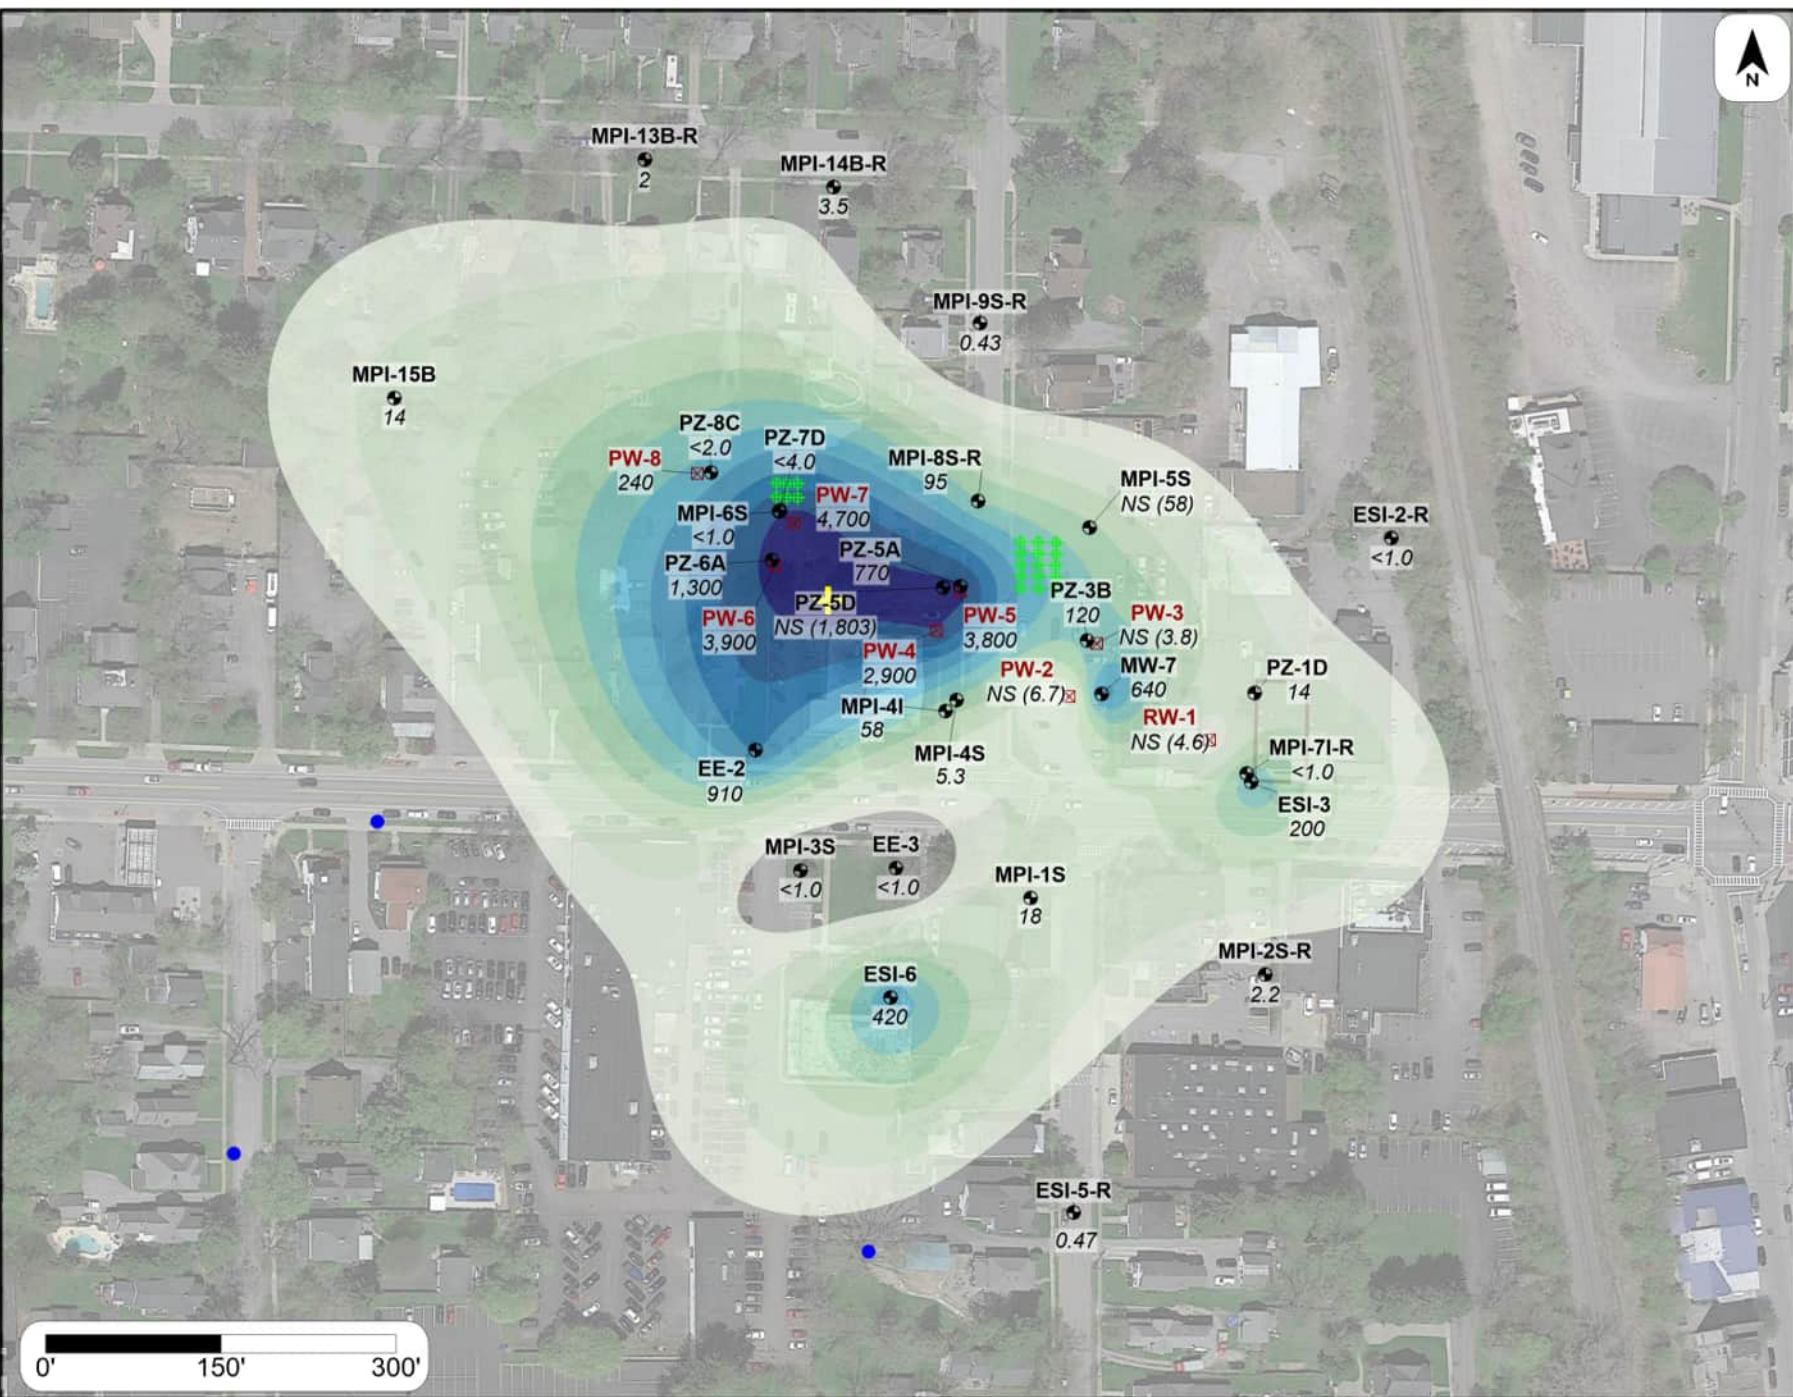 N
MPI-13B-R
2
MPI-14B-R
3.5
MPI-9S-R
0.43
MPI-15B
14
PZ-8C
<2.0
PW-8
240
PZ-7D
<4.0
MPI-8S-R
95
MPI-5S
NS (58)
ESI-2-R
<1.0
PW-7
4,700
MPI-6S
<1.0
PZ-5A
770
PZ-6A
1,300
PZ-5D
NS (1,803)
PW-6
3,900
PW-5
3,800
PZ-3B
120
PW-3
NS (3.8)
PW-4
2,900
PW-2
NS (6.7)
MW-7
640
PZ-1D
14
MPI-4I
58
MPI-4S
5.3
RW-1
NS (4.6)
MPI-7I-R
<1.0
EE-2
910
ESI-3
200
MPI-3S
<1.0
EE-3
<1.0
MPI-1S
18
MPI-2S-R
2.2
ESI-6
420
ESI-5-R
0.47
0' 150' 300'